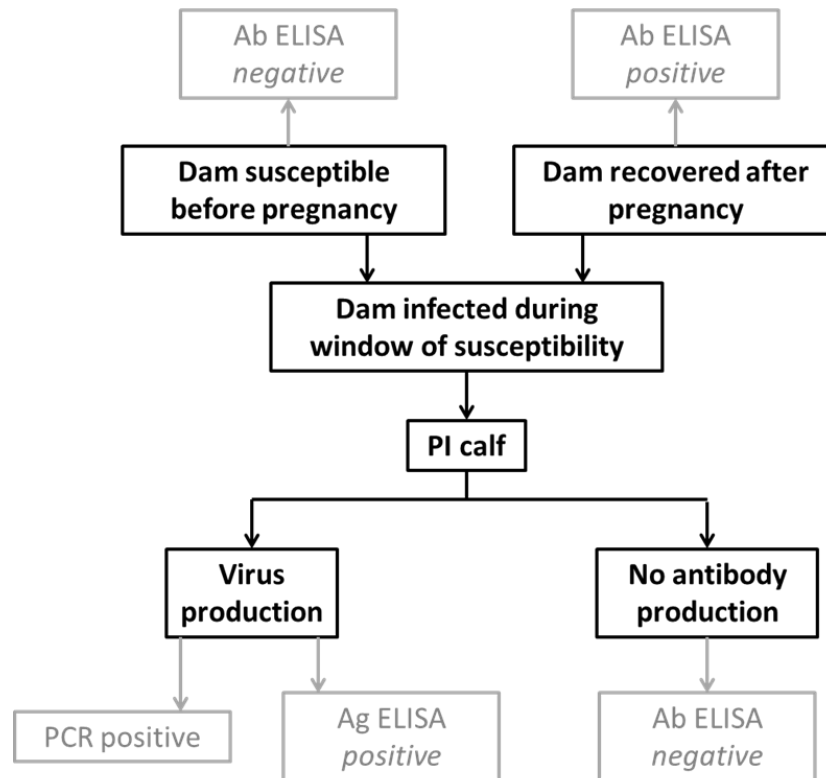 Ab ELISA
negative
Ab ELISA
positive
Dam susceptible
before pregnancy
Dam recovered after
pregnancy
Dam infected during
window of susceptibility
PI calf
Virus
production
No antibody
production
PCR positive
Ag ELISA
positive
Ab ELISA
negative